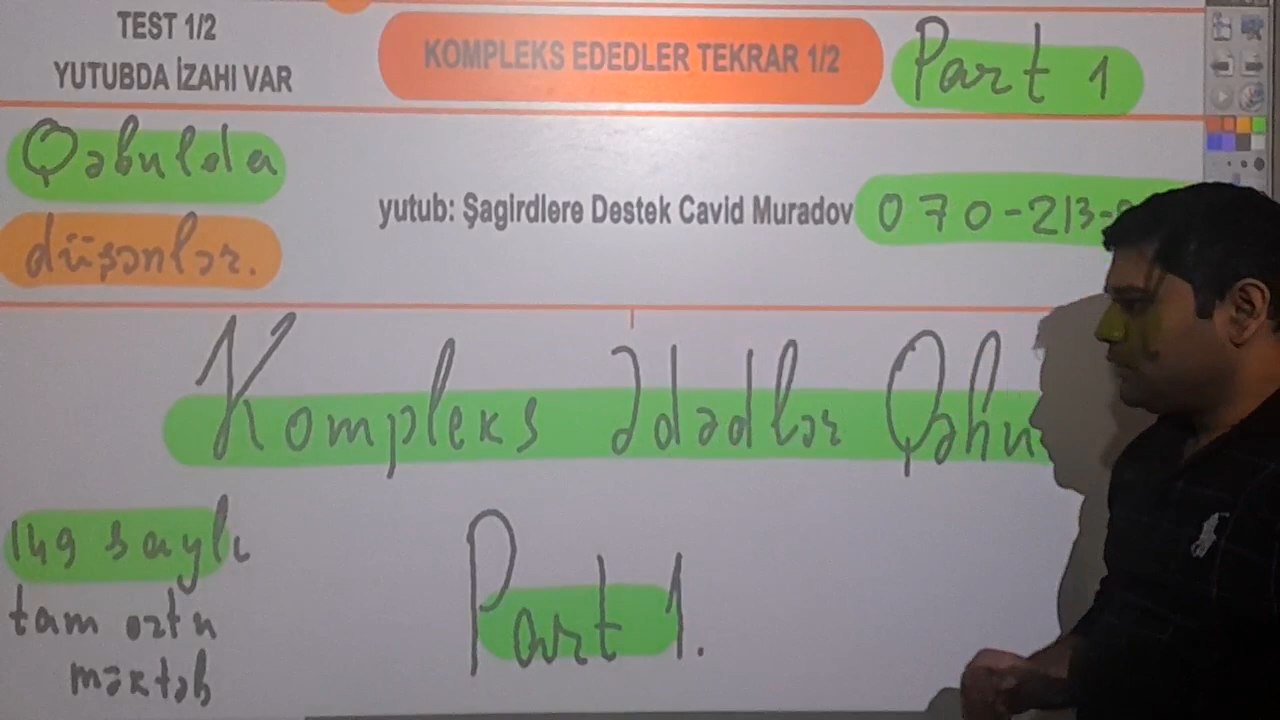 TEST 1/2
YUTUBDA İZAHI VAR
KOMPLEKS EDEDLER TEKRAR 1/2
Part 1
Qəbulda
düşənlər.
yutub: Şagirdlere Destek Cavid Muradov
070-213-
Kompleks Ədədlər
149 saylı
tam orta
məktəb
Part 1.